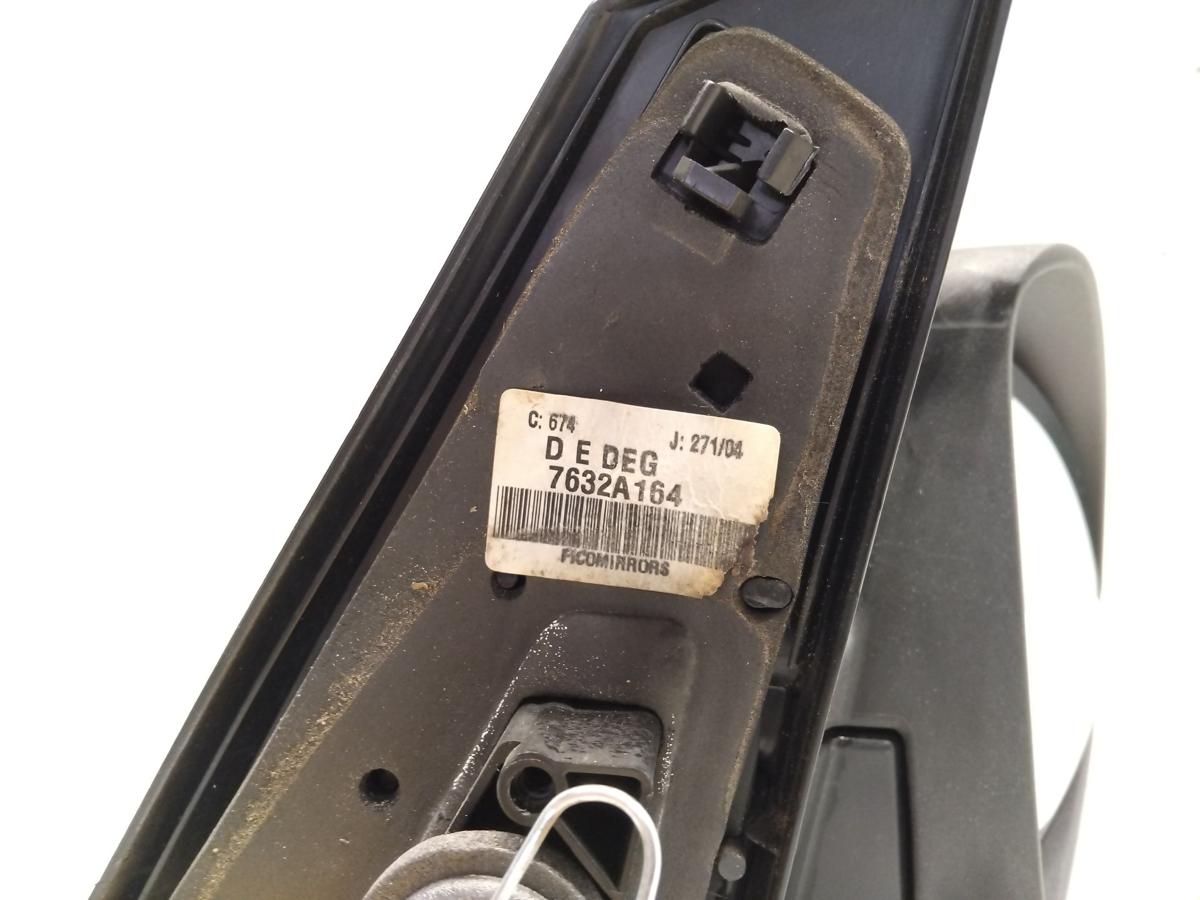 C: 674 J: 271/04
D E DEG
7632A164
FICOMIRRORS